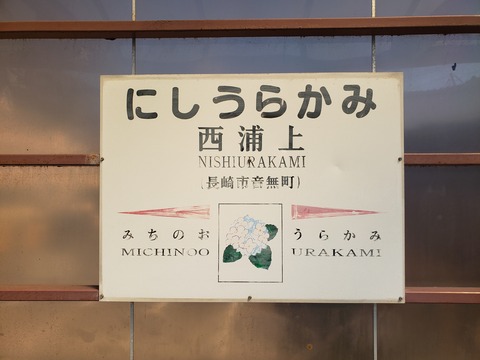 にしうらかみ
西浦上
NISHIURAKAMI
(長崎市音無町)
みちのお うらかみ
MICHINOO URAKAMI